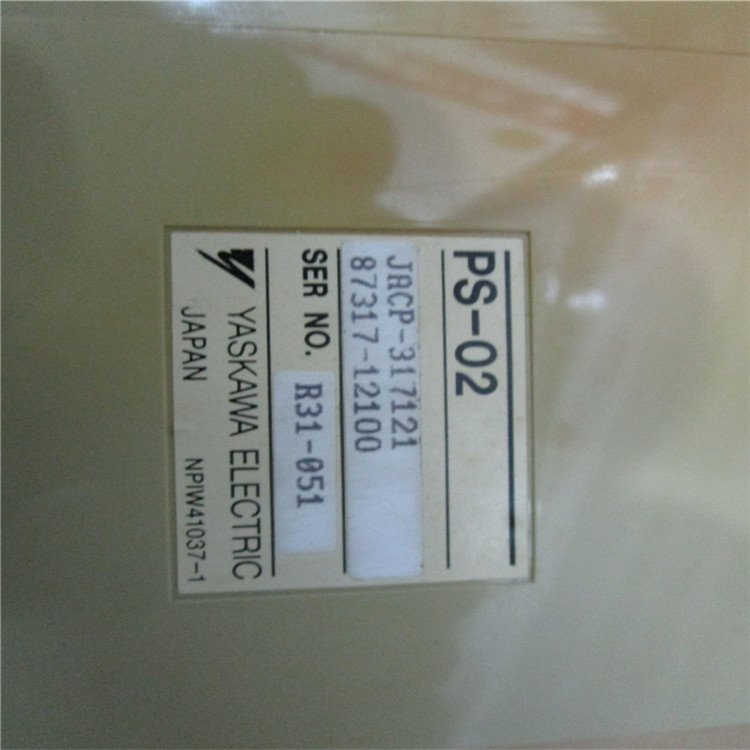 PS-02
JACP-317121
87317-12100
SER NO. R31-051
YASKAWA ELECTRIC
JAPAN NPIW41037-1